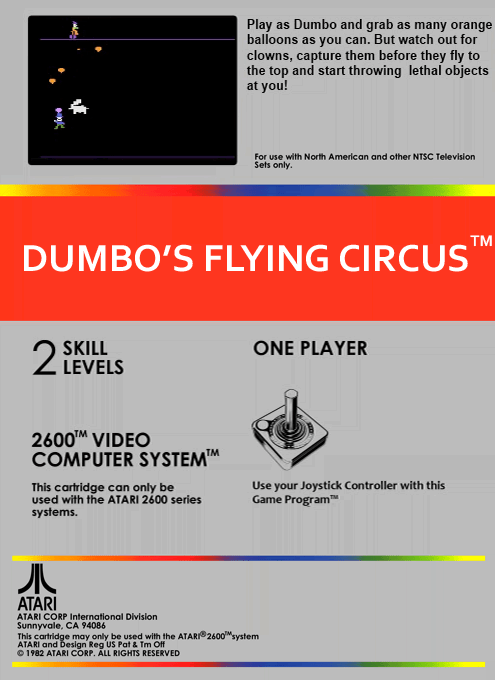 Play as Dumbo and grab as many orange
balloons as you can. But watch out for
clowns, capture them before they fly to
the top and start throwing  lethal objects
at you!
For use with North American and other NTSC Television
Sets only.
DUMBO'S FLYING CIRCUS™
2 SKILL
LEVELS
ONE PLAYER
2600™ VIDEO
COMPUTER SYSTEM™
This cartridge can only be
used with the ATARI 2600 series
systems.
Use your Joystick Controller with this
Game Program™
ATARI
ATARI CORP International Division
Sunnyvale, CA 94086
This cartridge may only be used with the ATARI®2600™system
ATARI and Design Reg US Pat & Tm Off
© 1982 ATARI CORP. ALL RIGHTS RESERVED